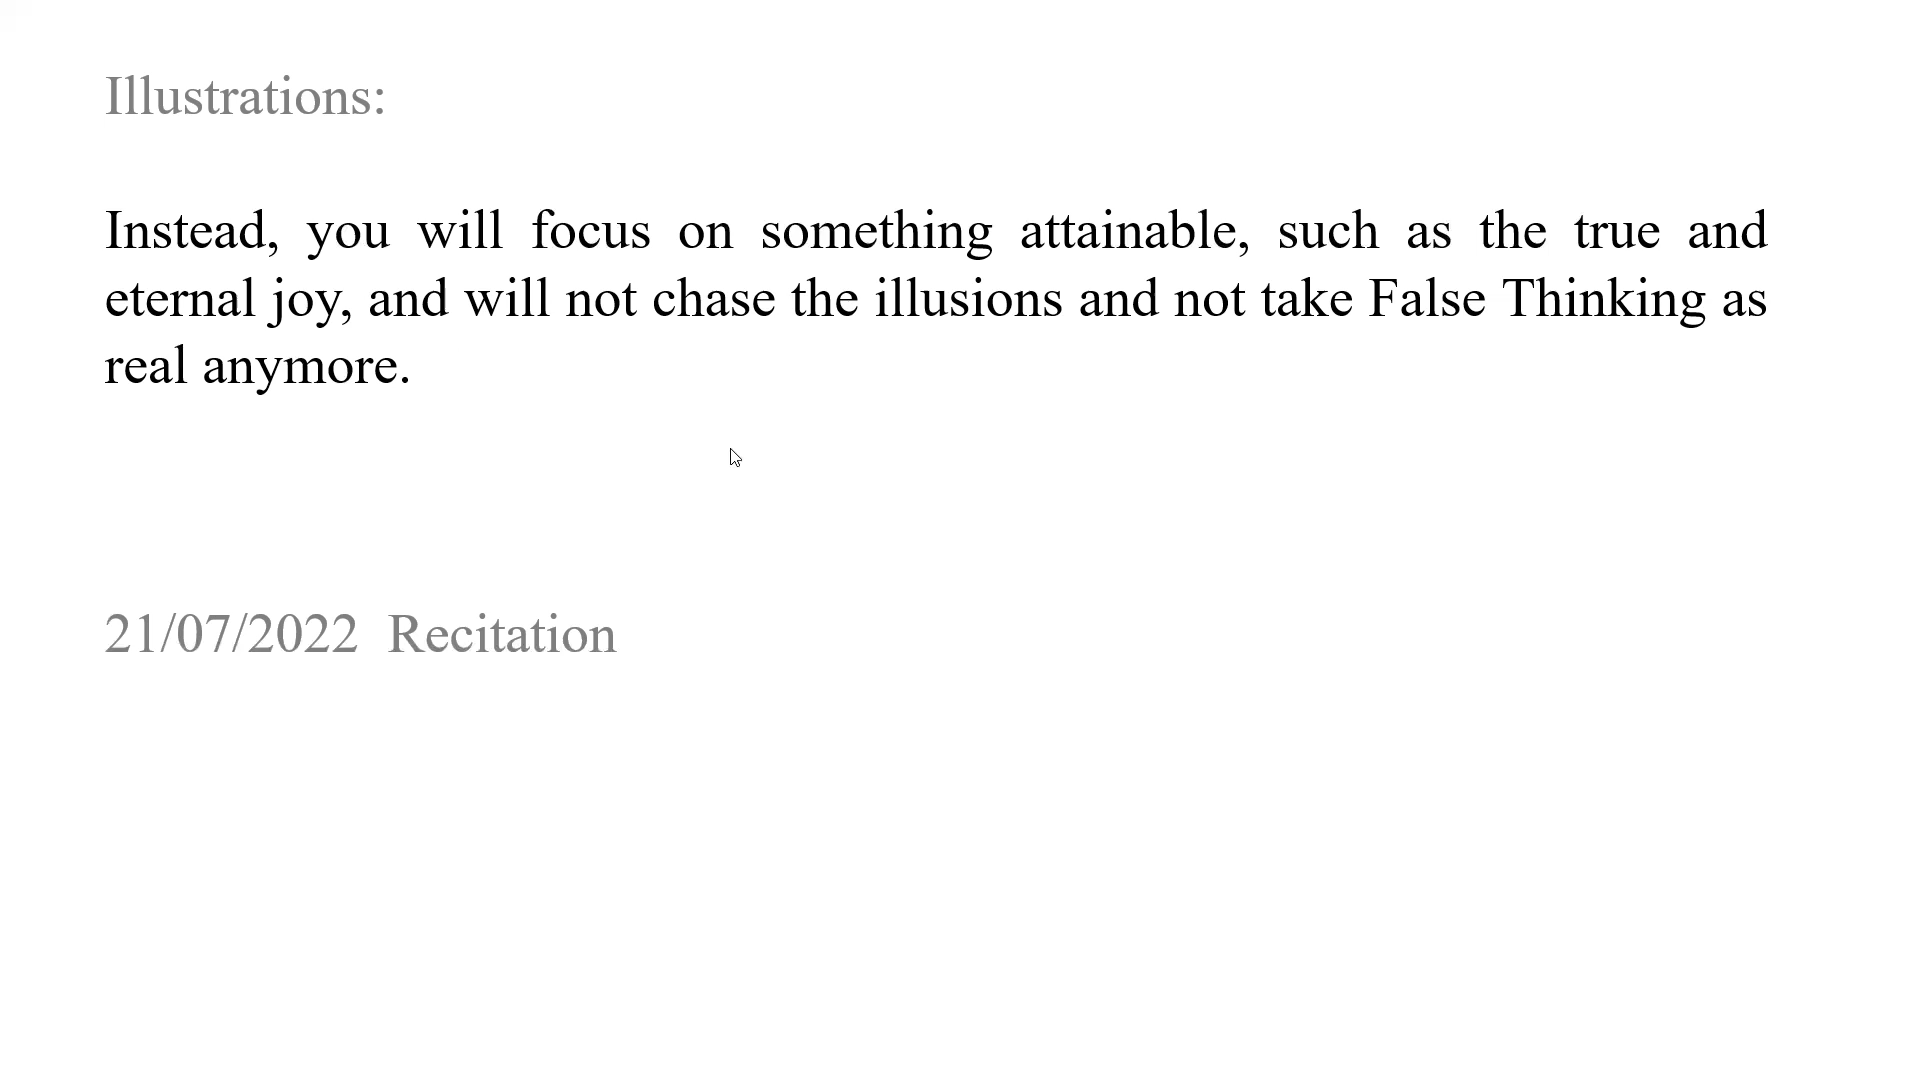 Illustrations:
Instead, you will focus on something attainable, such as the true and
eternal joy, and will not chase the illusions and not take False Thinking as
real anymore.
21/07/2022 Recitation